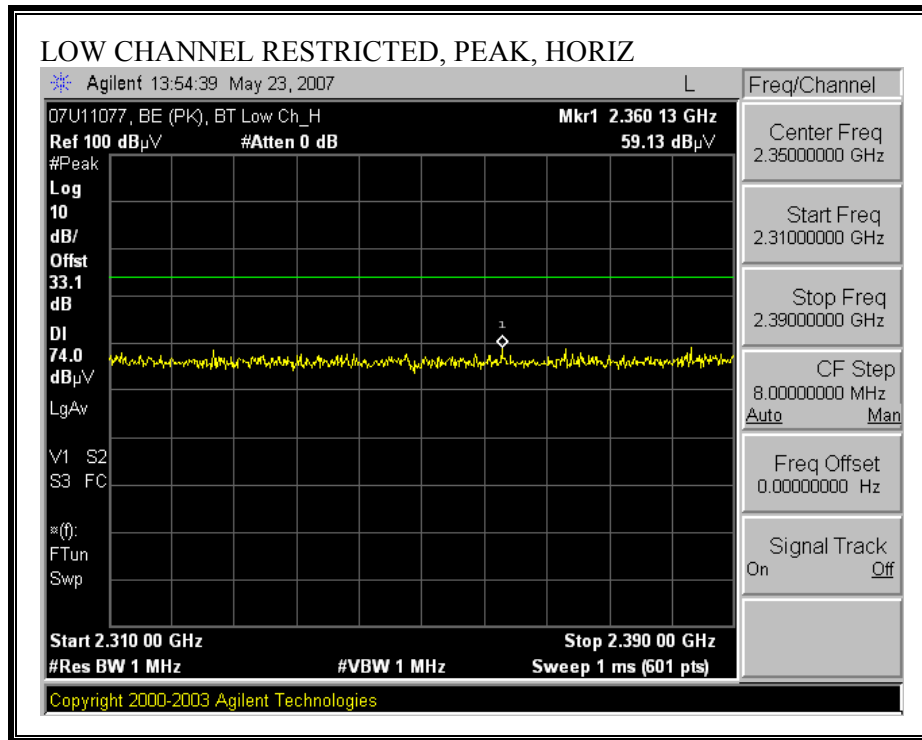 LOW CHANNEL RESTRICTED, PEAK, HORIZ
Agilent 13:54:39 May 23, 2007 L
07U11077, BE (PK), BT Low Ch_H Mkr1 2.360 13 GHz
Ref 100 dBµV #Atten 0 dB 59.13 dBµV
#Peak
Log
10
dB/
Offst
33.1
dB
DI
74.0
dBµV
LgAv
V1 S2
S3 FC
¤(f):
FTun
Swp
1
Start 2.310 00 GHz Stop 2.390 00 GHz
#Res BW 1 MHz #VBW 1 MHz Sweep 1 ms (601 pts)
Copyright 2000-2003 Agilent Technologies
Freq/Channel
Center Freq
2.35000000 GHz
Start Freq
2.31000000 GHz
Stop Freq
2.39000000 GHz
CF Step
8.00000000 MHz
Auto Man
Freq Offset
0.00000000 Hz
Signal Track
On Off